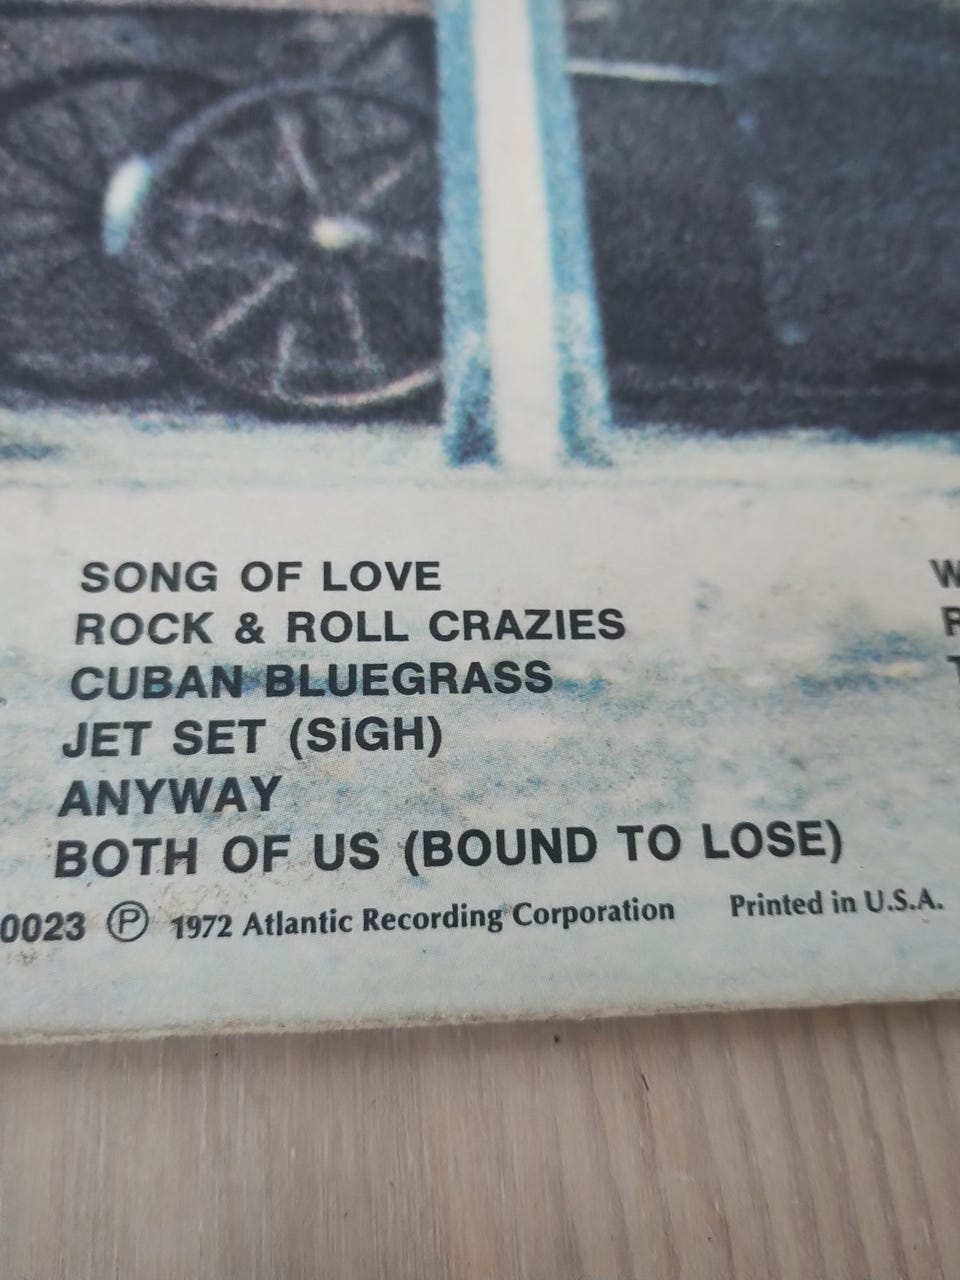 SONG OF LOVE
ROCK & ROLL CRAZIES
CUBAN BLUEGRASS
JET SET (SIGH)
ANYWAY
BOTH OF US (BOUND TO LOSE)
0023 Ⓟ 1972 Atlantic Recording Corporation Printed in U.S.A.